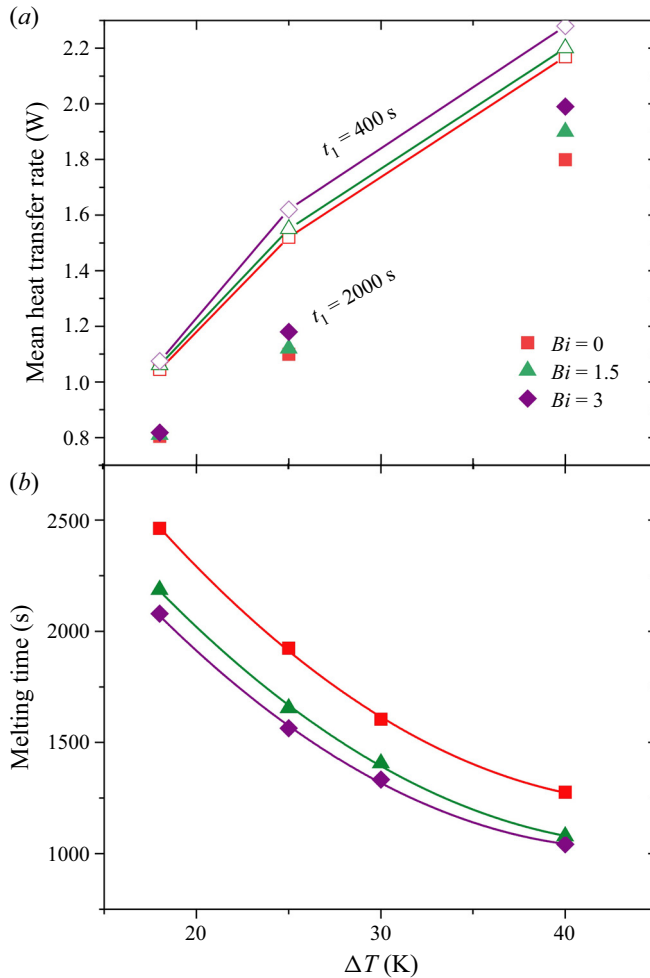 (a)
2.2
2.0
1.8
1.6
1.4
1.2
1.0
0.8
Mean heat transfer rate (W)
t₁ = 400 s
t₁ = 2000 s
Bi = 0
Bi = 1.5
Bi = 3
(b)
2500
2000
1500
1000
Melting time (s)
20 30 40
ΔT (K)